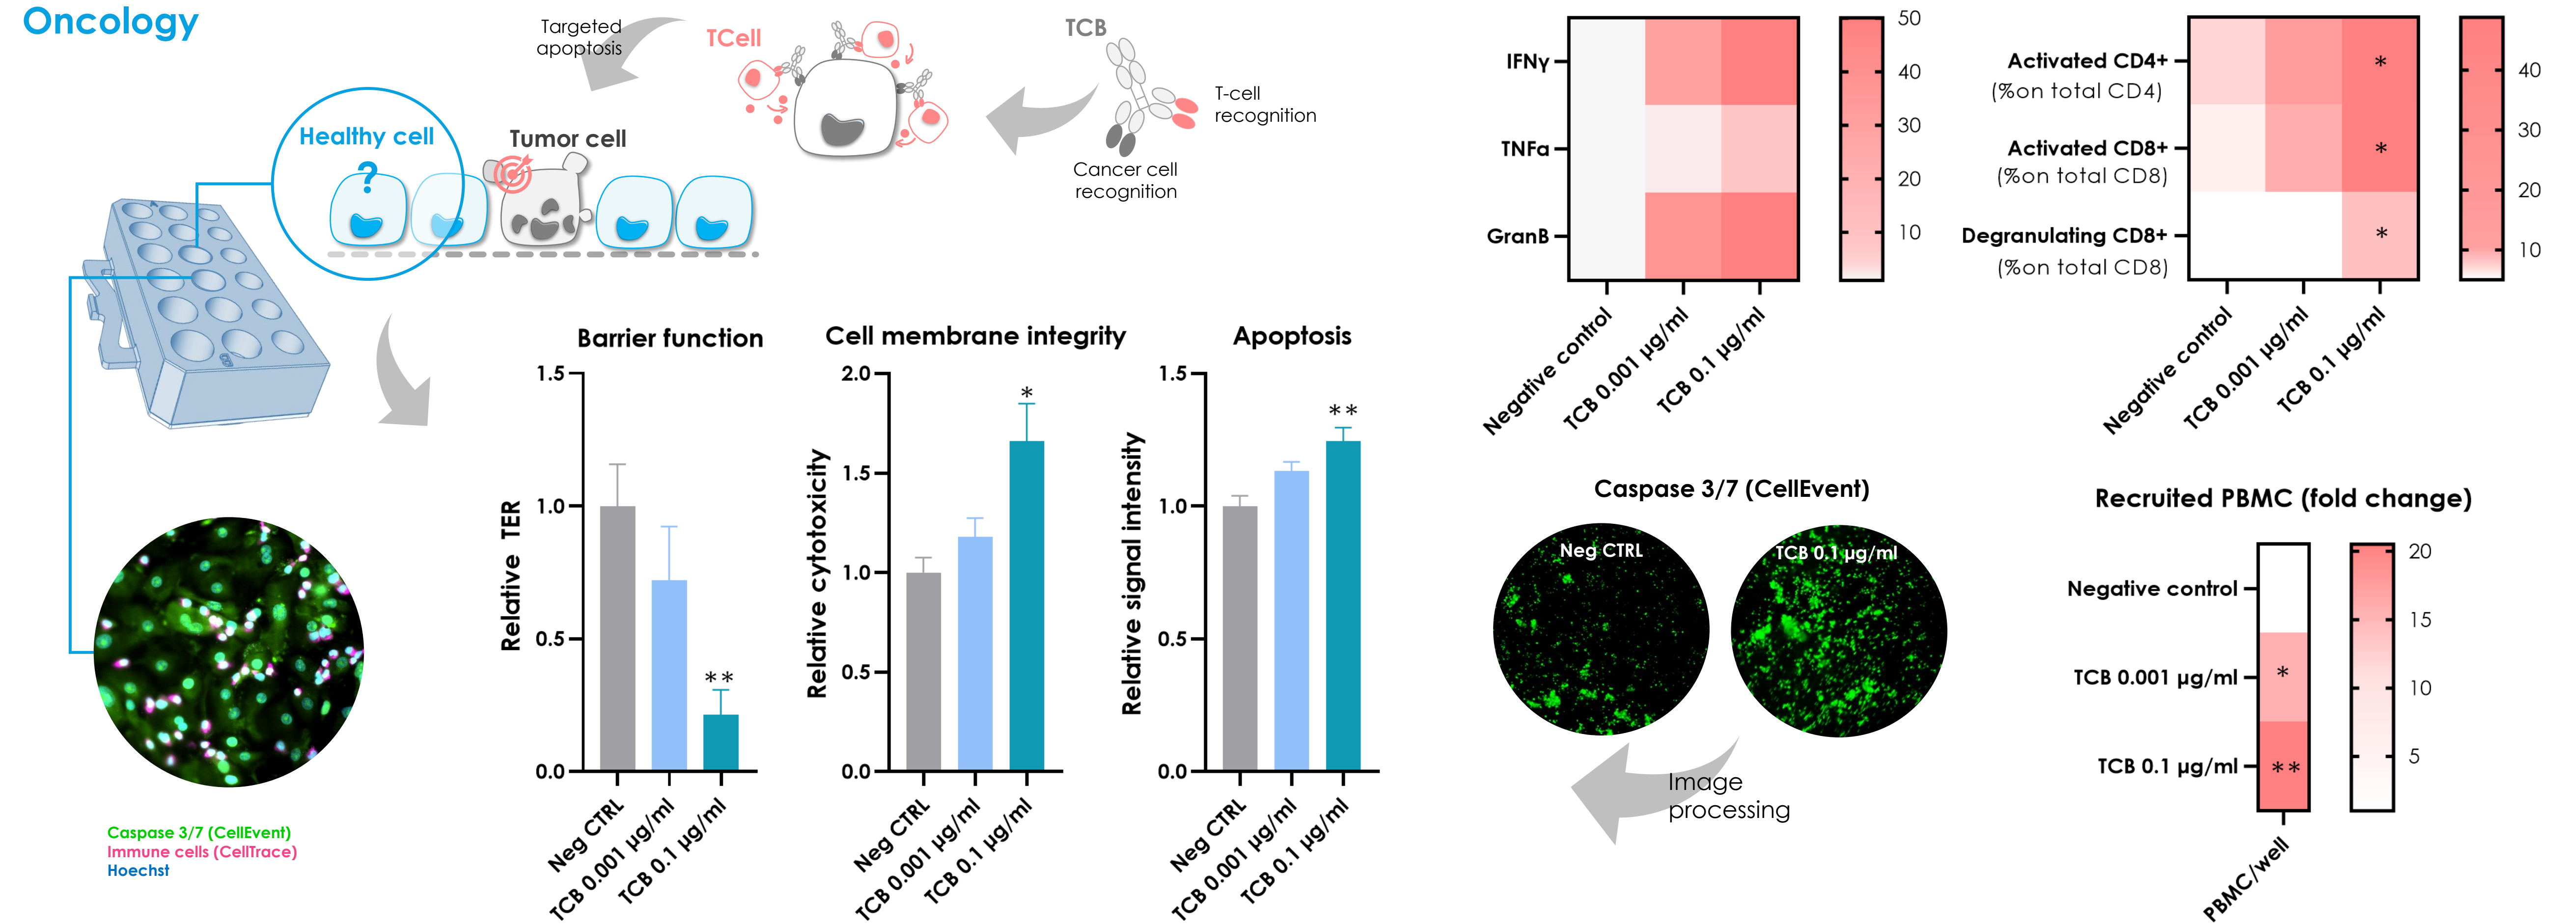 Oncology
Targeted
apoptosis
TCell
TCB
T-cell
recognition
Cancer cell
recognition
Healthy cell
?
Tumor cell
Caspase 3/7 (CellEvent)
Immune cells (CellTrace)
Hoechst
Barrier function
Relative TER
1.5
1.0
0.5
0.0
**
Neg CTRL
TCB 0.001 µg/ml
TCB 0.1 µg/ml
Cell membrane integrity
Relative cytotoxicity
2.0
1.5
1.0
0.5
0.0
*
Neg CTRL
TCB 0.001 µg/ml
TCB 0.1 µg/ml
Apoptosis
Relative signal intensity
1.5
1.0
0.5
0.0
**
Neg CTRL
TCB 0.001 µg/ml
TCB 0.1 µg/ml
IFNγ
TNFα
GranB
50
40
30
20
10
Negative control
TCB 0.001 µg/ml
TCB 0.1 µg/ml
Activated CD4+
(%on total CD4)
*
Activated CD8+
(%on total CD8)
*
Degranulating CD8+
(%on total CD8)
*
40
30
20
10
Negative control
TCB 0.001 µg/ml
TCB 0.1 µg/ml
Caspase 3/7 (CellEvent)
Neg CTRL
TCB 0.1 µg/ml
Image
processing
Recruited PBMC (fold change)
Negative control
TCB 0.001 µg/ml
*
TCB 0.1 µg/ml
**
20
15
10
5
PBMC/well